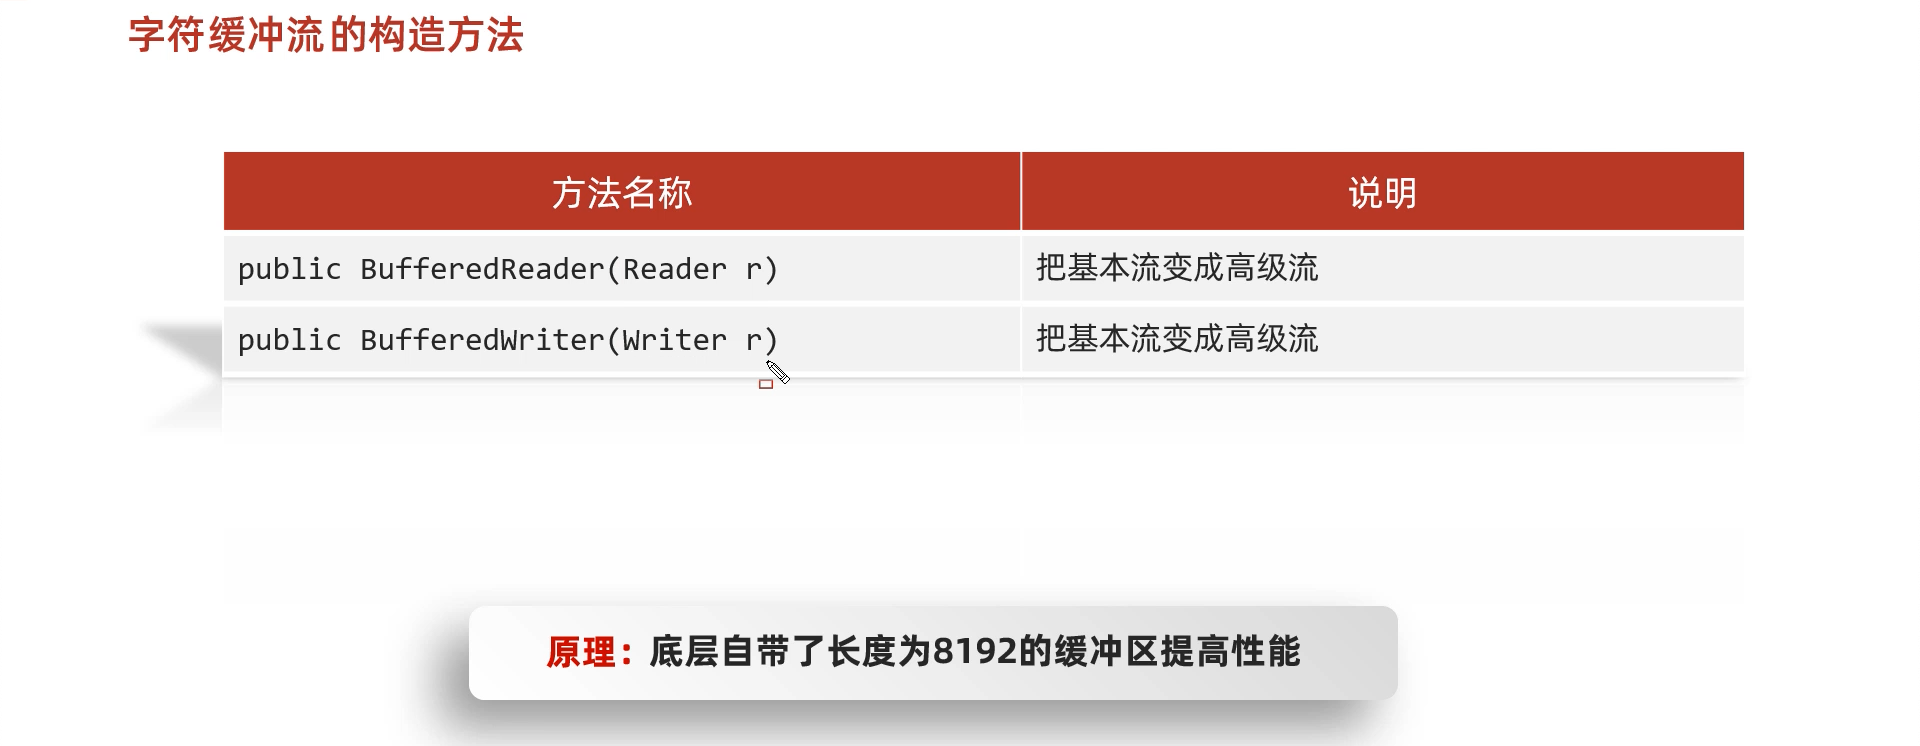 字符缓冲流的构造方法
方法名称 说明
public BufferedReader(Reader r) 把基本流变成高级流
public BufferedWriter(Writer r) 把基本流变成高级流
原理：底层自带了长度为8192的缓冲区提高性能